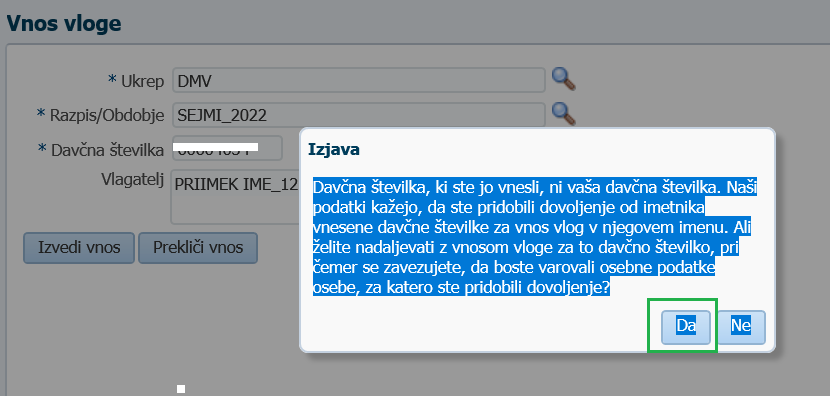 Vnos vloge
* Ukrep DMV
* Razpis/Obdobje SEJMI_2022
* Davčna številka
Vlagatelj PRIIMEK IME_12
Izvedi vnos Prekliči vnos
Izjava
Davčna številka, ki ste jo vnesli, ni vaša davčna številka. Naši
podatki kažejo, da ste pridobili dovoljenje od imetnika
vnesene davčne številke za vnos vlog v njegovem imenu. Ali
želite nadaljevati z vnosom vloge za to davčno številko, pri
čemer se zavezujete, da boste varovali osebne podatke
osebe, za katero ste pridobili dovoljenje?
Da Ne